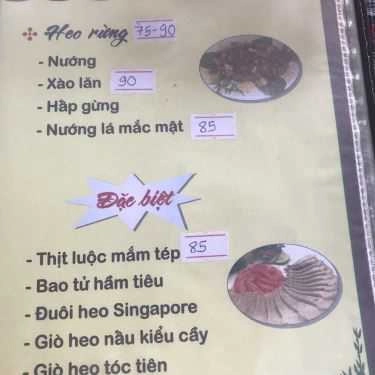 Heo rừng 75-90
- Nướng
- Xào lăn 90
- Hấp gừng
- Nướng lá mắc mật 85
Đặc biệt
- Thịt luộc mắm tép 85
- Bao tử hầm tiêu
- Đuôi heo Singapore
- Giò heo nầu kiểu cầy
- Giò heo tóc tiên